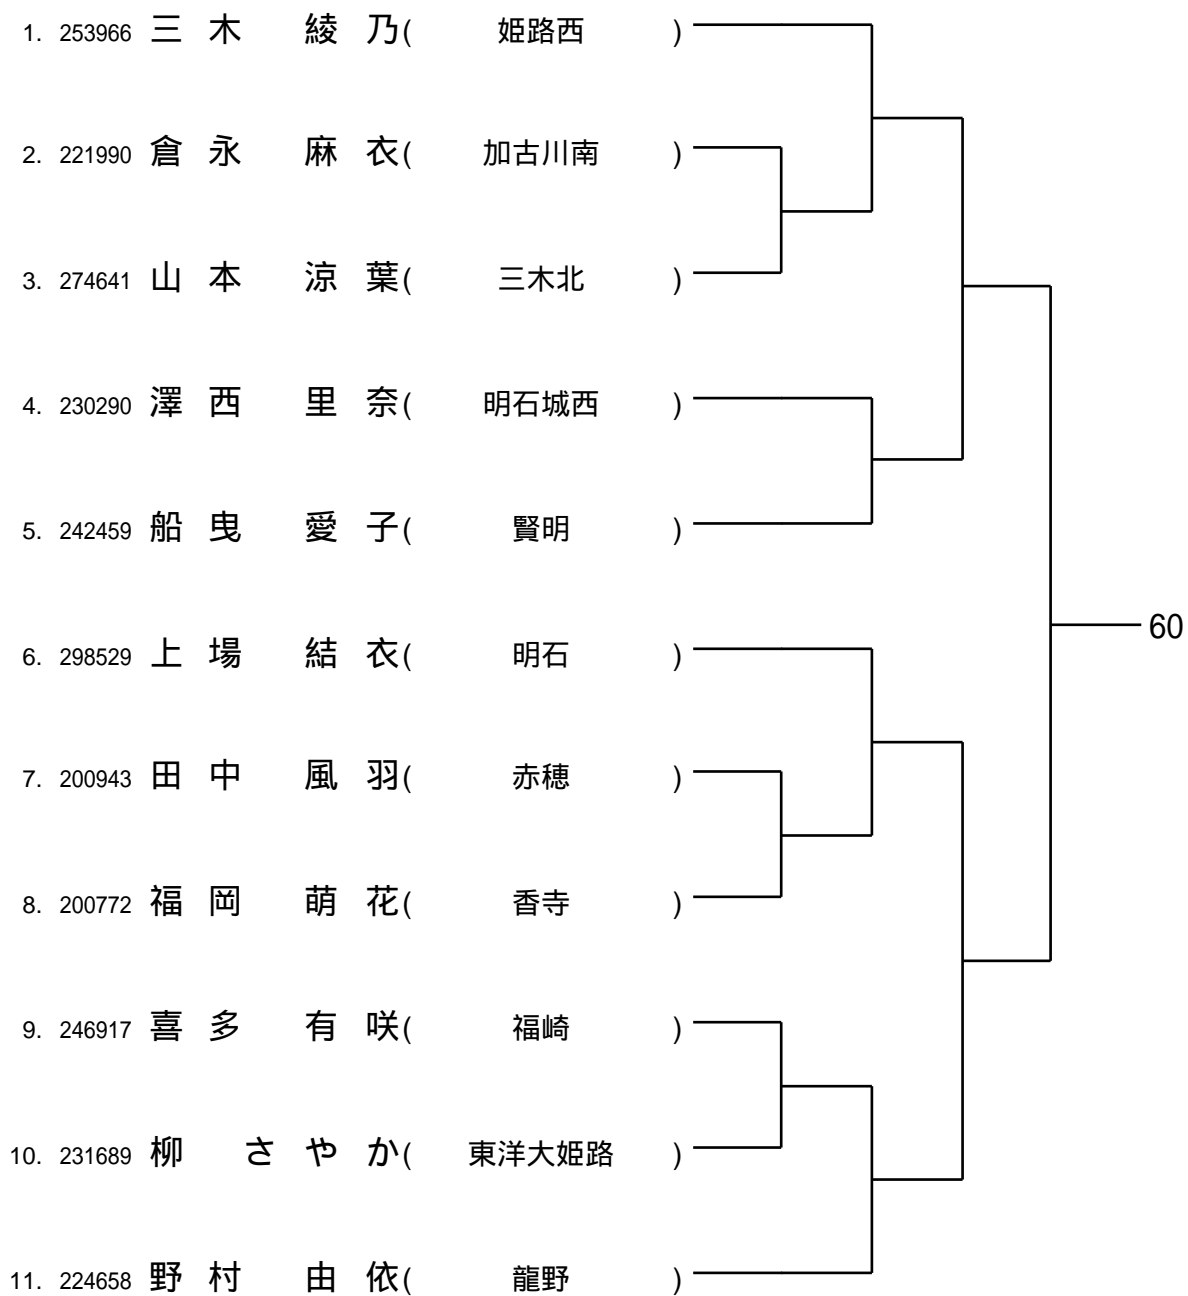 1. 253966 三木 綾乃( 姫路西 )
2. 221990 倉永 麻衣( 加古川南 )
3. 274641 山本 涼葉( 三木北 )
4. 230290 澤西 里奈( 明石城西 )
5. 242459 船曳 愛子( 賢明 )
6. 298529 上場 結衣( 明石 )
60
7. 200943 田中 風羽( 赤穂 )
8. 200772 福岡 萌花( 香寺 )
9. 246917 喜多 有咲( 福崎 )
10. 231689 柳 さやか( 東洋大姫路 )
11. 224658 野村 由依( 龍野 )